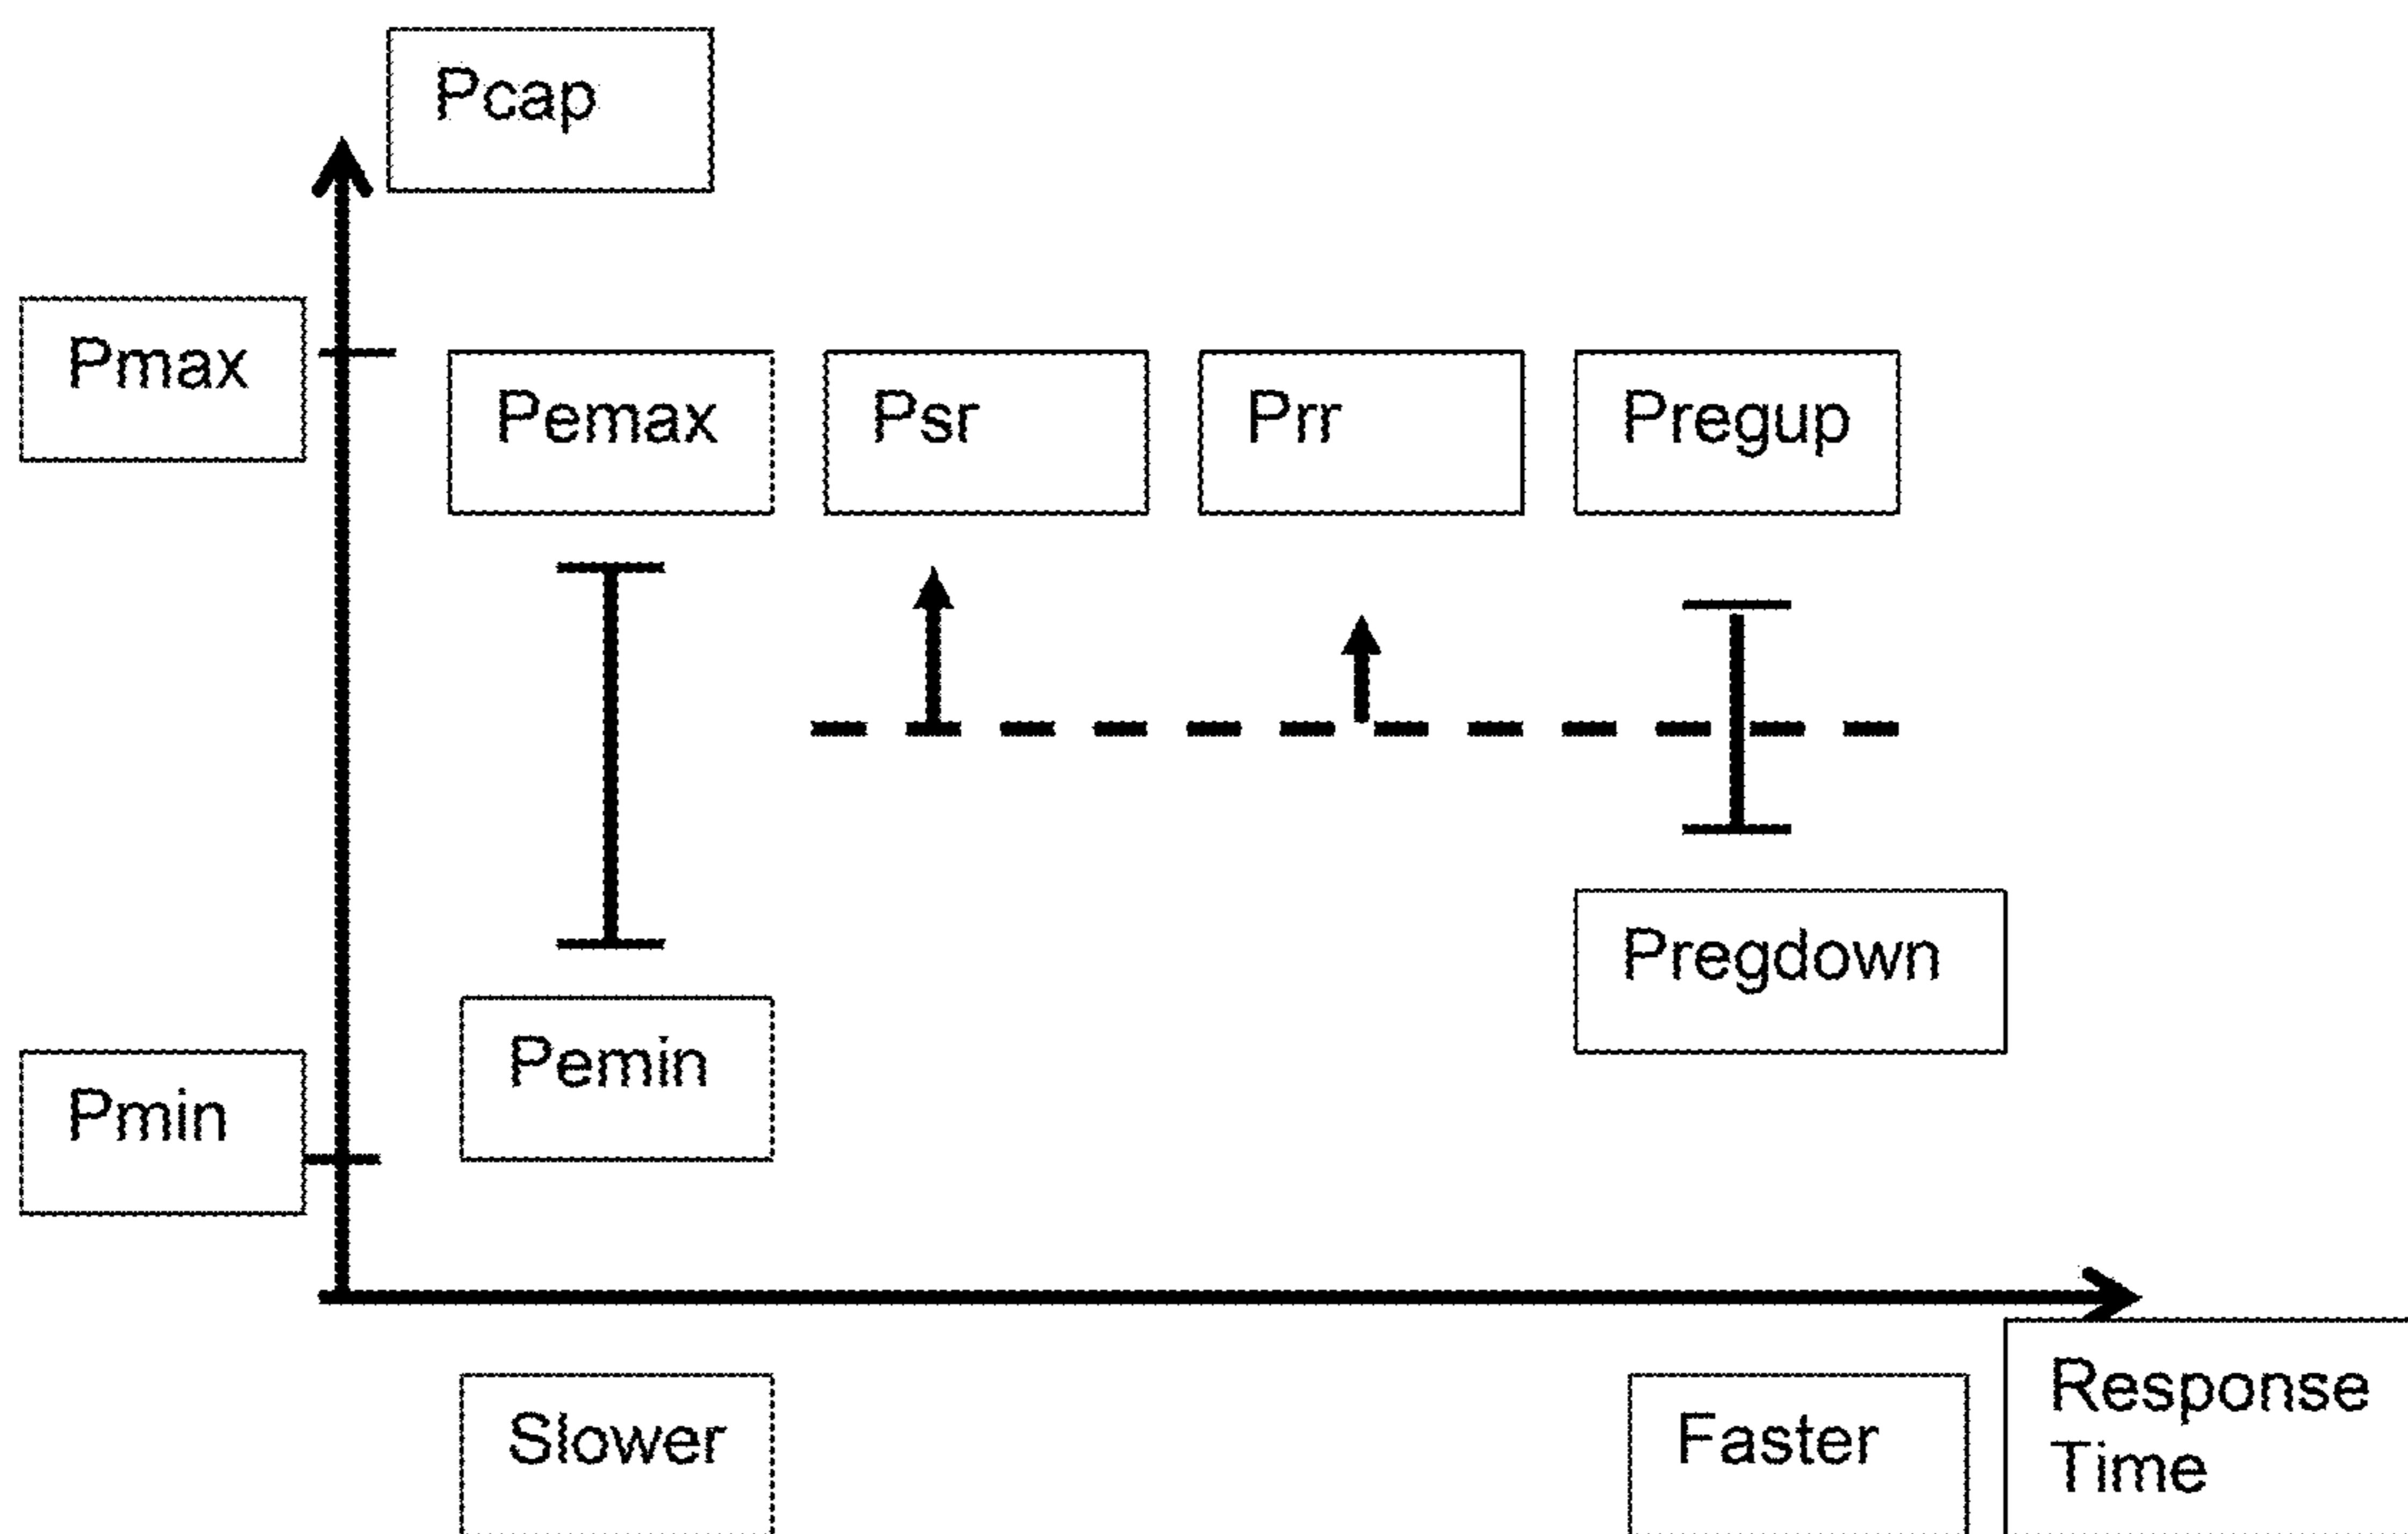 Pcap
Pmax
Pemax
Psr
Prr
Pregup
Pregdown
Pemin
Pmin
Slower
Faster
Response
Time